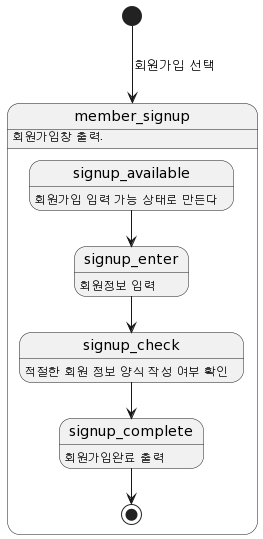 회원가입 선택
member_signup
회원가입창 출력.
signup_available
회원가입 입력 가능 상태로 만든다
signup_enter
회원정보 입력
signup_check
적절한 회원 정보 양식 작성 여부 확인
signup_complete
회원가입완료 출력